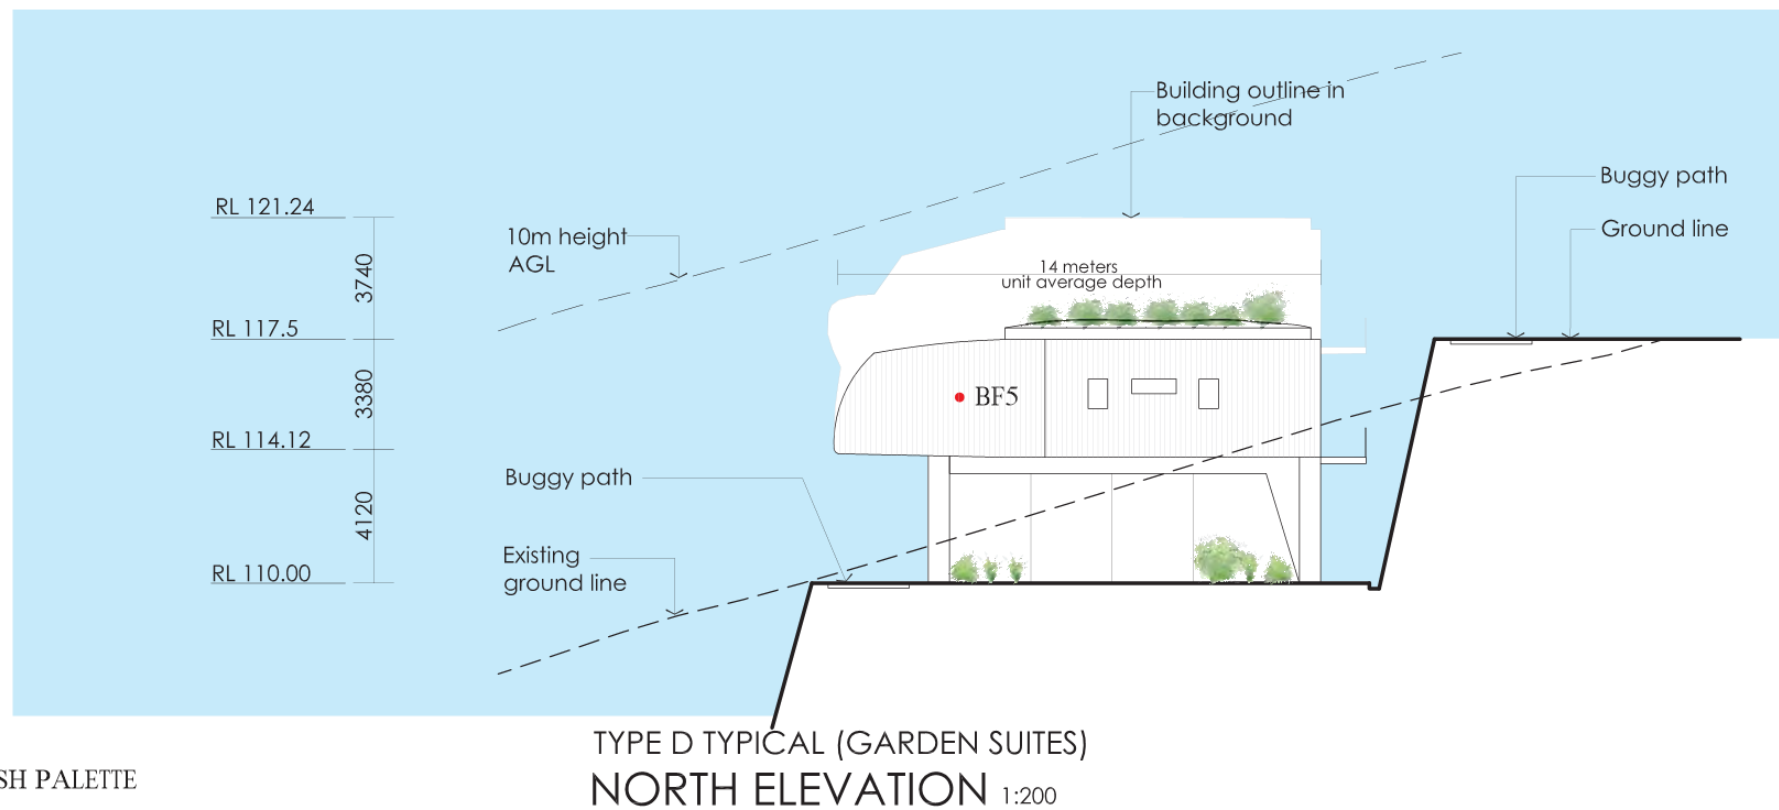 Building outline in
background
Buggy path
RL 121.24
10m height
AGL
Ground line
3740
14 meters
unit average depth
RL 117.5
3380
BF5
RL 114.12
Buggy path
4120
Existing
ground line
RL 110.00
TYPE D TYPICAL (GARDEN SUITES)
NORTH ELEVATION 1:200
SH PALETTE